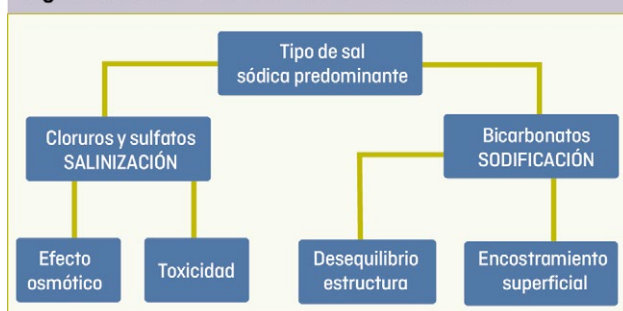 Tipo de sal
sódica predominante
Cloruros y sulfatos
SALINIZACIÓN
Bicarbonatos
SODIFICACIÓN
Efecto
osmótico
Toxicidad
Desequilibrio
estructura
Encostramiento
superficial